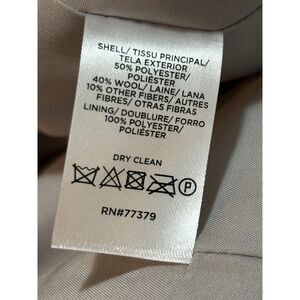 SHELL/ TISSU PRINCIPAL/
TELA EXTERIOR
50% POLYESTER/
POLIÉSTER
40% WOOL/ LAINE/ LANA
10% OTHER FIBERS/ AUTRES
FIBRES/ OTRAS FIBRAS
LINING/ DOUBLURE/ FORRO
100% POLYESTER/
POLIÉSTER
DRY CLEAN
P
RN#77379